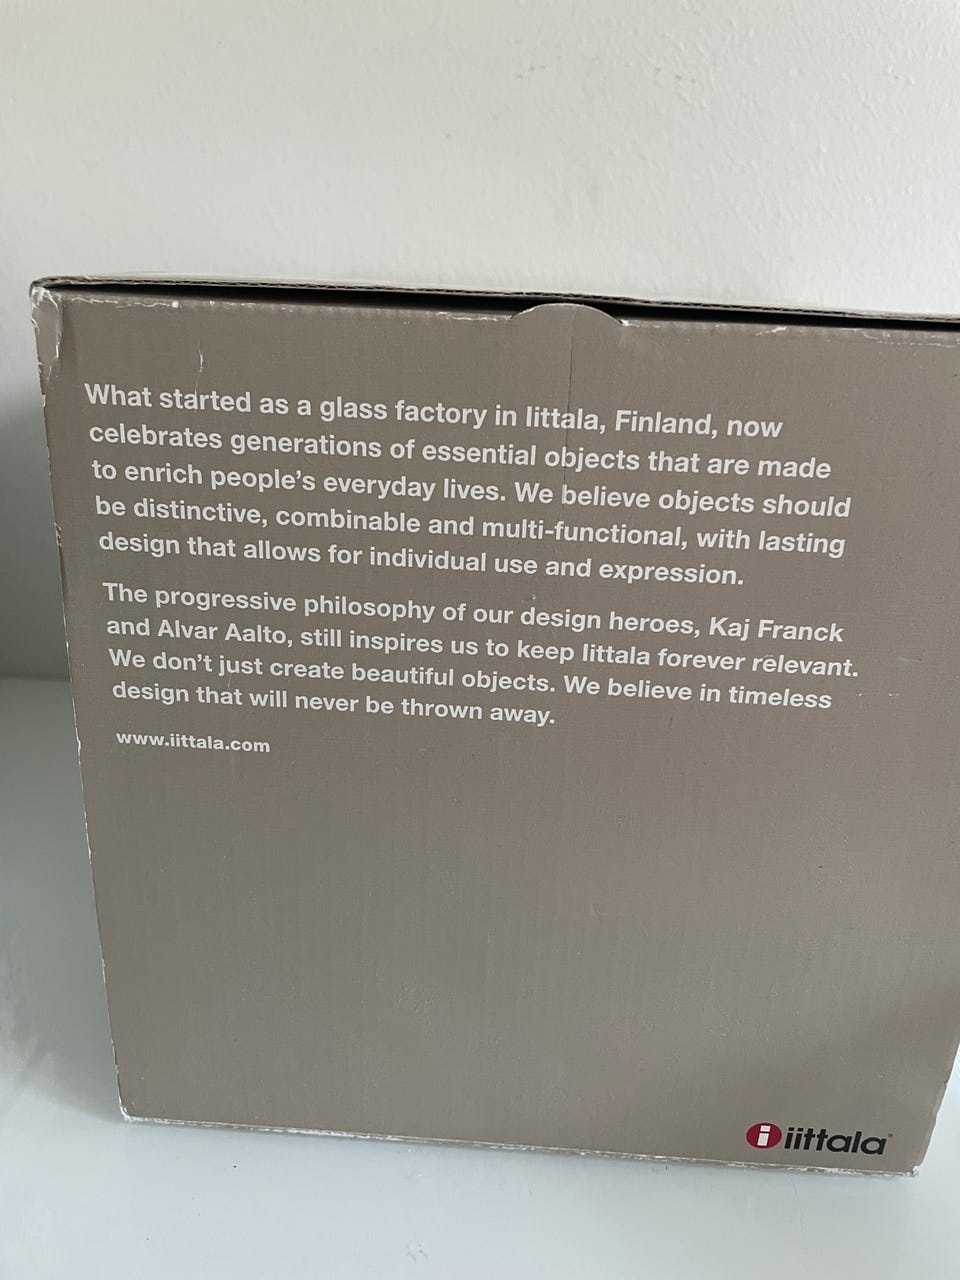 What started as a glass factory in Iittala, Finland, now
celebrates generations of essential objects that are made
to enrich people's everyday lives. We believe objects should
be distinctive, combinable and multi-functional, with lasting
design that allows for individual use and expression.
The progressive philosophy of our design heroes, Kaj Franck
and Alvar Aalto, still inspires us to keep Iittala forever relevant.
We don't just create beautiful objects. We believe in timeless
design that will never be thrown away.
www.iittala.com
i iittala